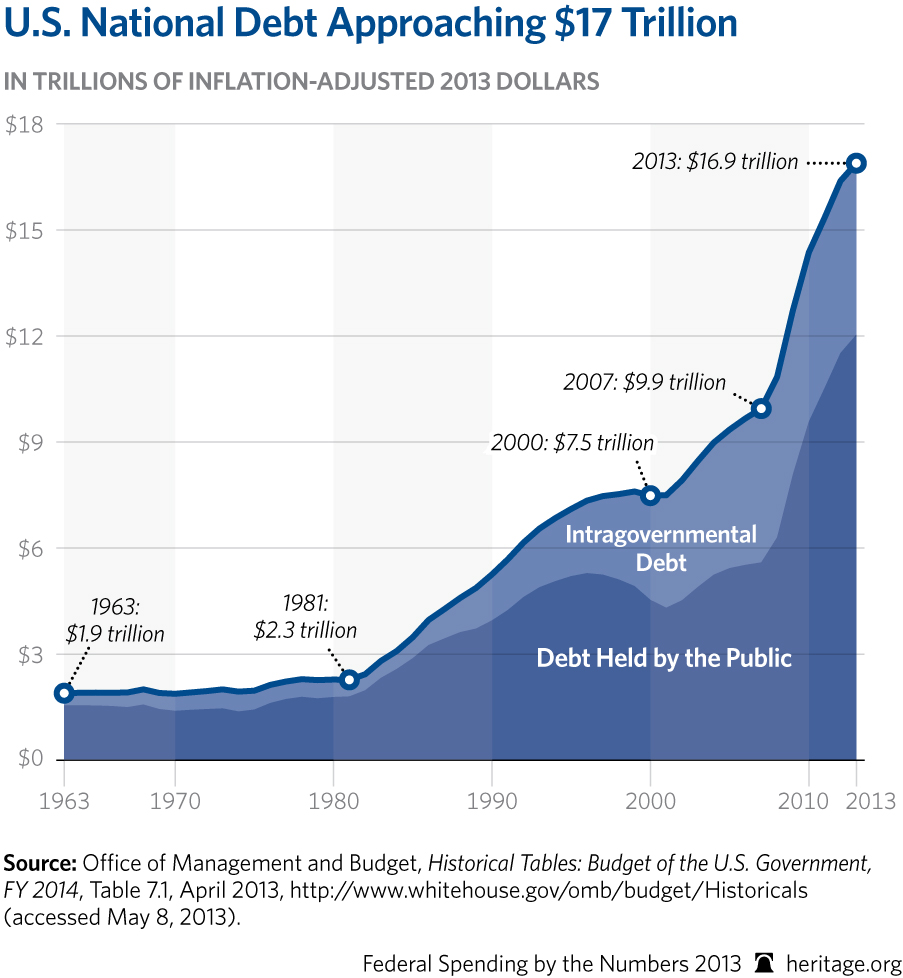 U.S. National Debt Approaching $17 Trillion
IN TRILLIONS OF INFLATION-ADJUSTED 2013 DOLLARS
$18
2013: $16.9 trillion
$15
$12
2007: $9.9 trillion
$9
2000: $7.5 trillion
Intragovernmental
Debt
$6
1963:
$1.9 trillion
1981:
$2.3 trillion
$3
Debt Held by the Public
$0
1963 1970 1980 1990 2000 2010 2013
Source: Office of Management and Budget, Historical Tables: Budget of the U.S. Government,
FY 2014, Table 7.1, April 2013, http://www.whitehouse.gov/omb/budget/Historicals
(accessed May 8, 2013).
Federal Spending by the Numbers 2013 heritage.org